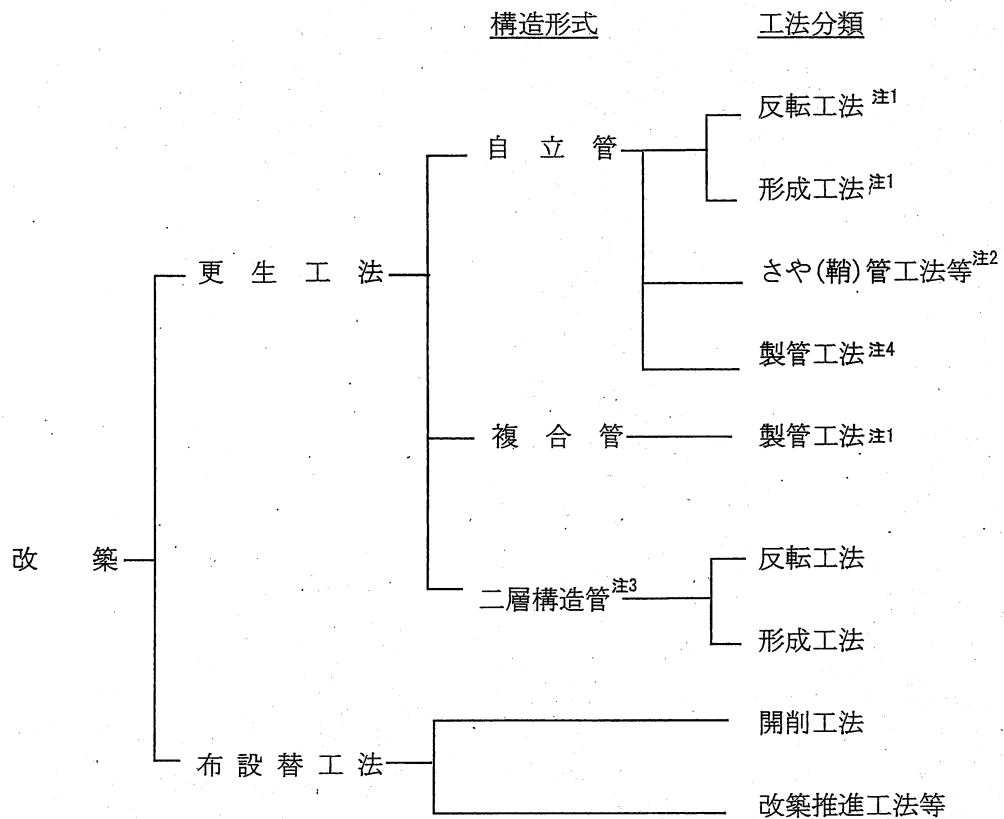 構造形式 工法分類
反転工法注1
自立管
形成工法注1
更生工法 さや(鞘)管工法等注2
製管工法注4
複合管 製管工法注1
反転工法
改築
二層構造管注3
形成工法
開削工法
布設替工法
改築推進工法等